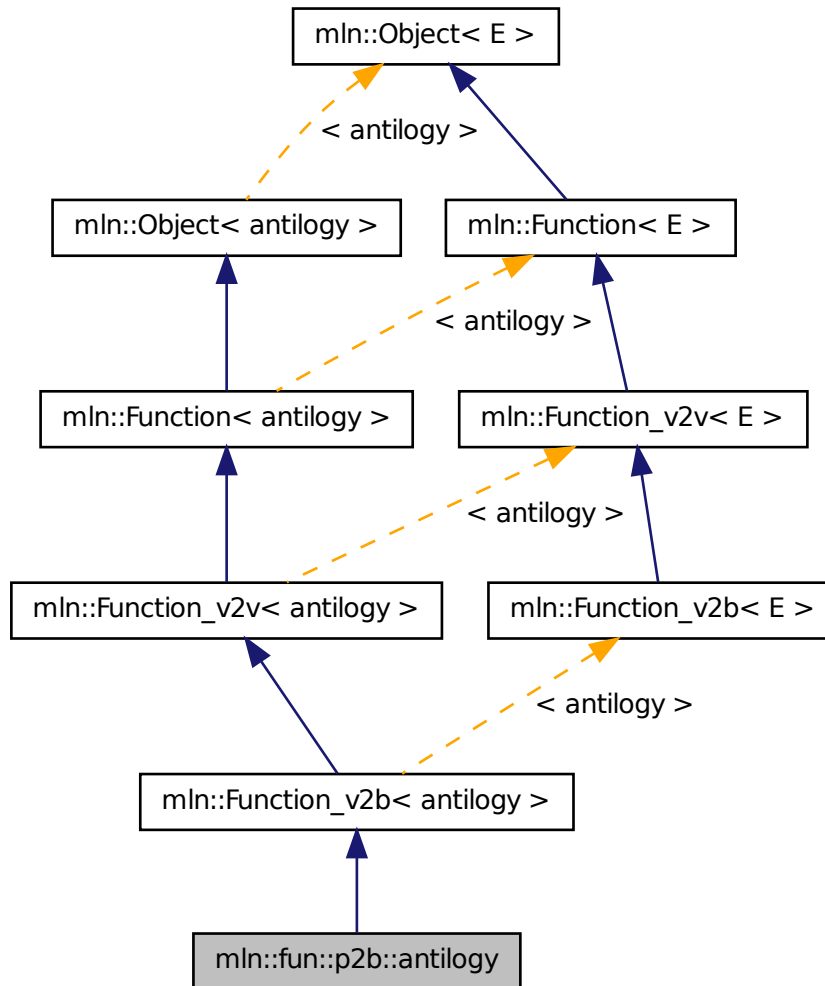 mln::Object< E >
< antilogy >
mln::Object< antilogy >
mln::Function< E >
< antilogy >
mln::Function< antilogy >
mln::Function_v2v< E >
< antilogy >
mln::Function_v2v< antilogy >
mln::Function_v2b< E >
< antilogy >
mln::Function_v2b< antilogy >
mln::fun::p2b::antilogy